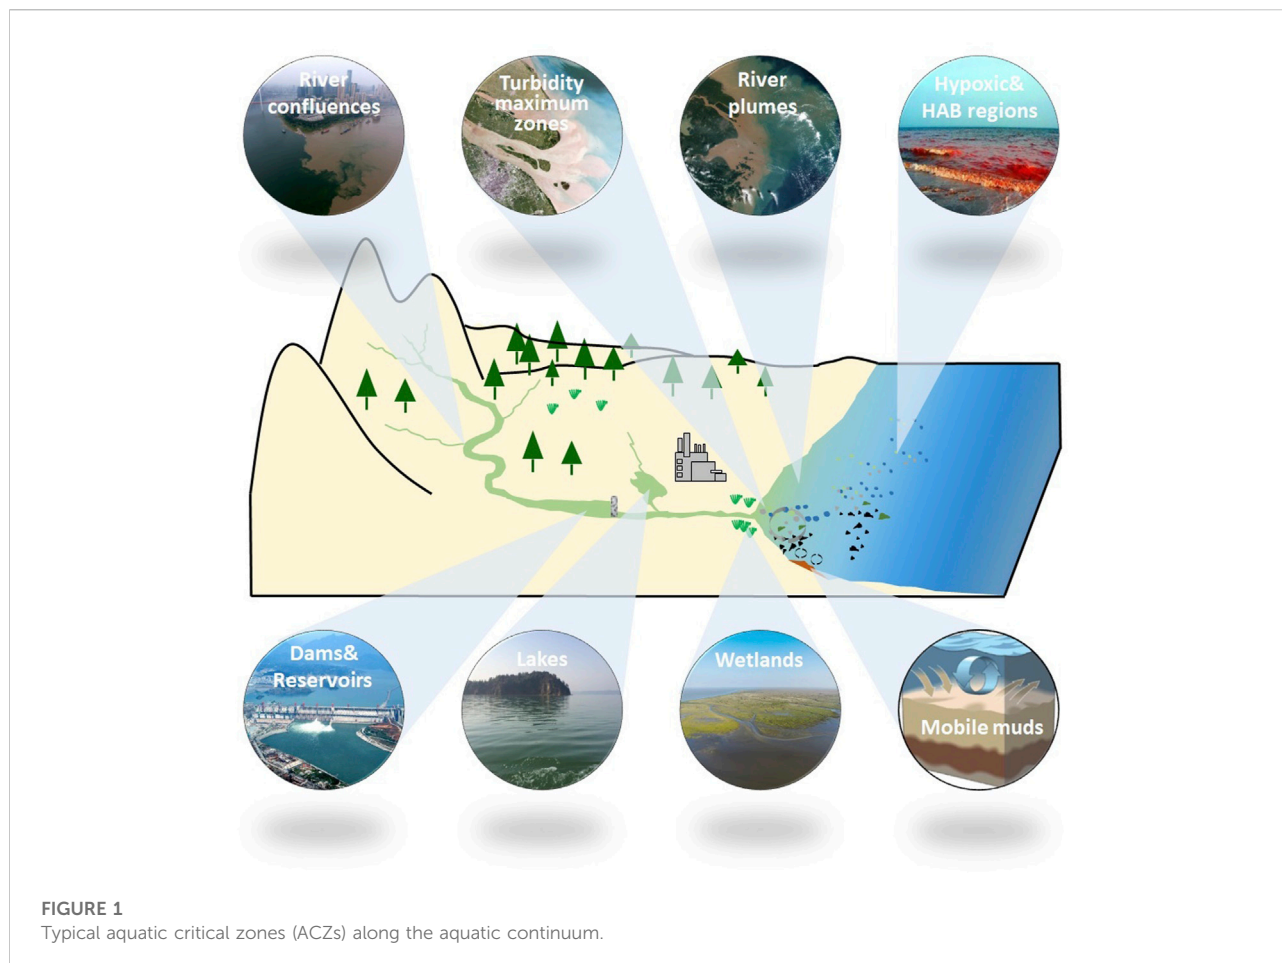 River
confluences
Turbidity
maximum
zones
River
plumes
Hypoxic&
HAB regions
Dams&
Reservoirs
Lakes
Wetlands
Mobile muds
FIGURE 1
Typical aquatic critical zones (ACZs) along the aquatic continuum.